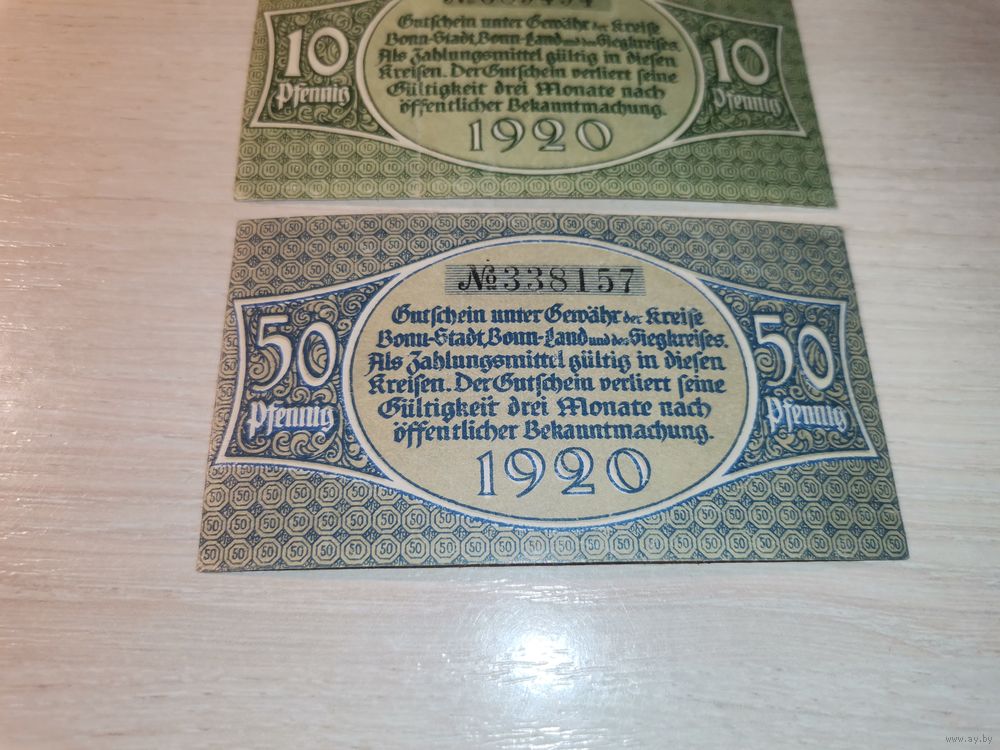 10 Pfennig
Gutschein unter Gewähr der Kreise
Bonn-Stadt, Bonn-Land und des Siegkreises.
Als Zahlungsmittel gültig in diesen
Kreisen. Der Gutschein verliert seine
Gültigkeit drei Monate nach
öffentlicher Bekanntmachung.
1920
10 Pfennig
50 Pfennig
№ 338157
Gutschein unter Gewähr der Kreise
Bonn-Stadt, Bonn-Land und des Siegkreises.
Als Zahlungsmittel gültig in diesen
Kreisen. Der Gutschein verliert seine
Gültigkeit drei Monate nach
öffentlicher Bekanntmachung.
1920
50 Pfennig
www.ay.by